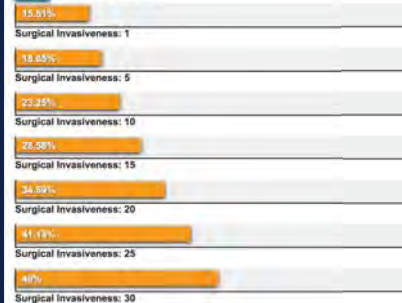 15.51%
Surgical Invasiveness: 1
18.65%
Surgical Invasiveness: 5
23.25%
Surgical Invasiveness: 10
28.58%
Surgical Invasiveness: 15
34.59%
Surgical Invasiveness: 20
41.13%
Surgical Invasiveness: 25
48%
Surgical Invasiveness: 30